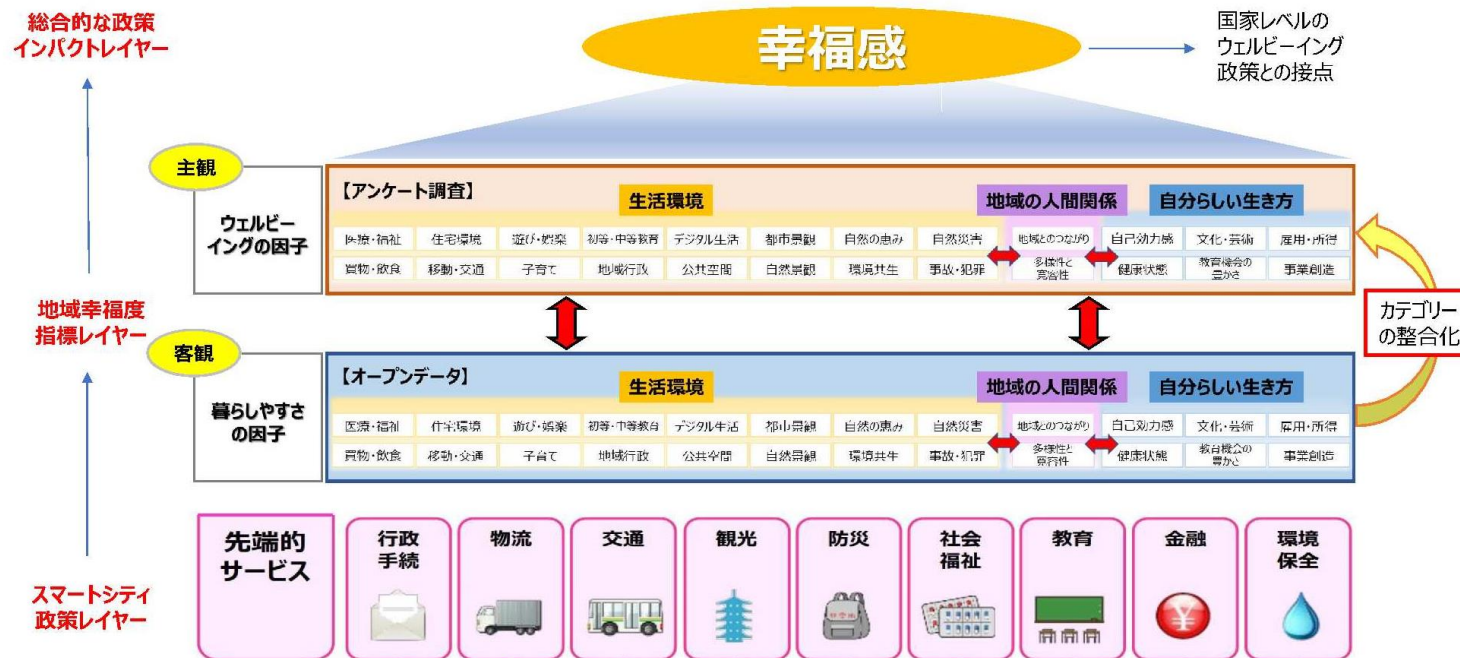 総合的な政策
インパクトレイヤー
幸福感
国家レベルの
ウェルビーイング
政策との接点
主観
ウェルビー
イングの因子
【アンケート調査】
生活環境
地域の人間関係
自分らしい生き方
医療・福祉 住宅環境 遊び・娯楽 初等・中等教育 デジタル生活 都市景観 自然の恵み 自然災害 地域とのつながり 自己効力感 文化・芸術 雇用・所得
買物・飲食 移動・交通 子育て 地域行政 公共空間 自然景観 環境共生 事故・犯罪 多様性と
寛容性 健康状態 教育機会の
豊かさ 事業創造
地域幸福度
指標レイヤー
カテゴリー
の整合化
客観
暮らしやすさ
の因子
【オープンデータ】
生活環境
地域の人間関係
自分らしい生き方
医療・福祉 住宅環境 遊び・娯楽 初等・中等教育 デジタル生活 都市景観 自然の恵み 自然災害 地域とのつながり 自己効力感 文化・芸術 雇用・所得
買物・飲食 移動・交通 子育て 地域行政 公共空間 自然景観 環境共生 事故・犯罪 多様性と
寛容性 健康状態 教育機会の
豊かさ 事業創造
スマートシティ
政策レイヤー
先端的
サービス
行政
手続
物流
交通
観光
防災
社会
福祉
教育
金融
環境
保全